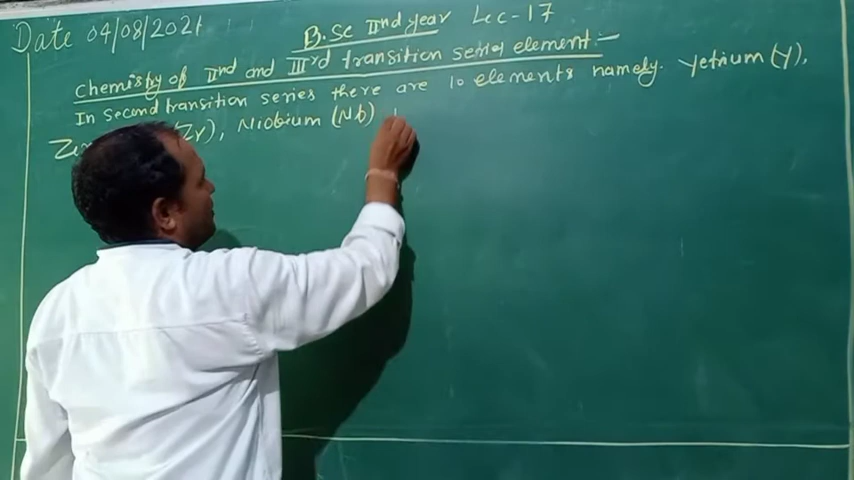 Date 04/08/2021
B.Sc IInd year Lec-17
Chemistry of IInd and IIIrd transition series element:-
In Second transition series there are 10 elements namely. Yetrium (Y),
(Zr), Niobium (Nb)